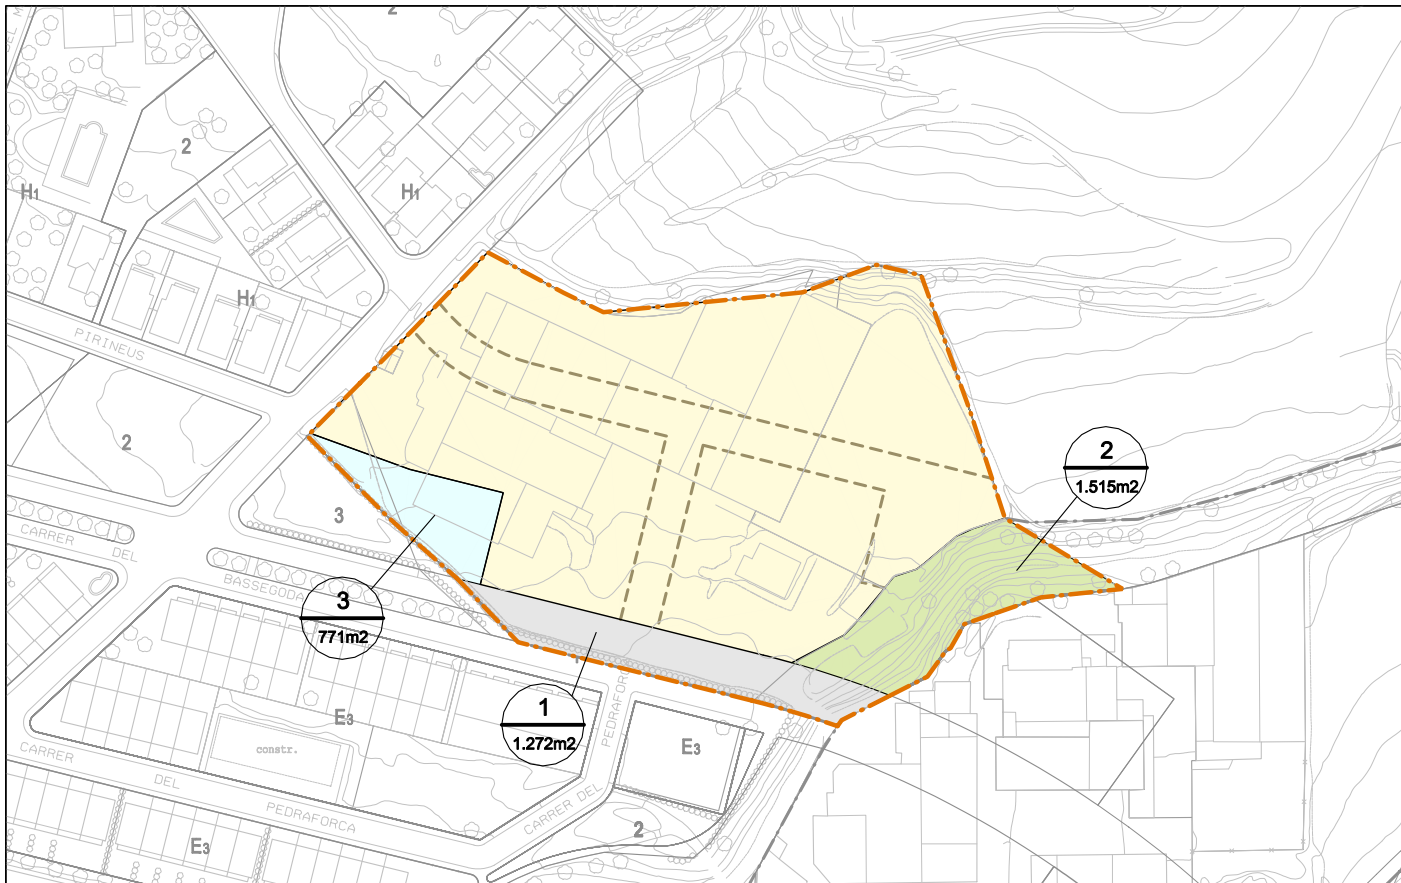 2
2
H1
H1
H1
PIRINEUS
2
2
1.515m2
3
CARRER
DEL
BASSEGODA
3
771m2
1
1.272m2
PEDRAFORCA
E3
E3
constr.
CARRER
DEL
PEDRAFORCA
CARRER DEL
2
E3